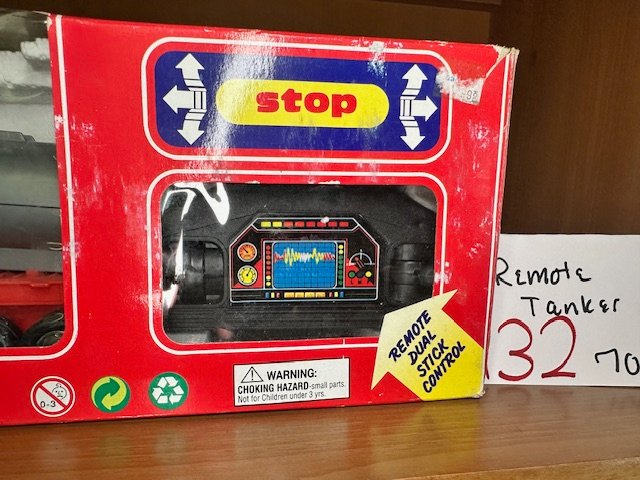 stop
REMOTE
DUAL
STICK
CONTROL
WARNING:
CHOKING HAZARD-small parts.
Not for Children under 3 yrs.
0-3
Remote
Tanker
32 70